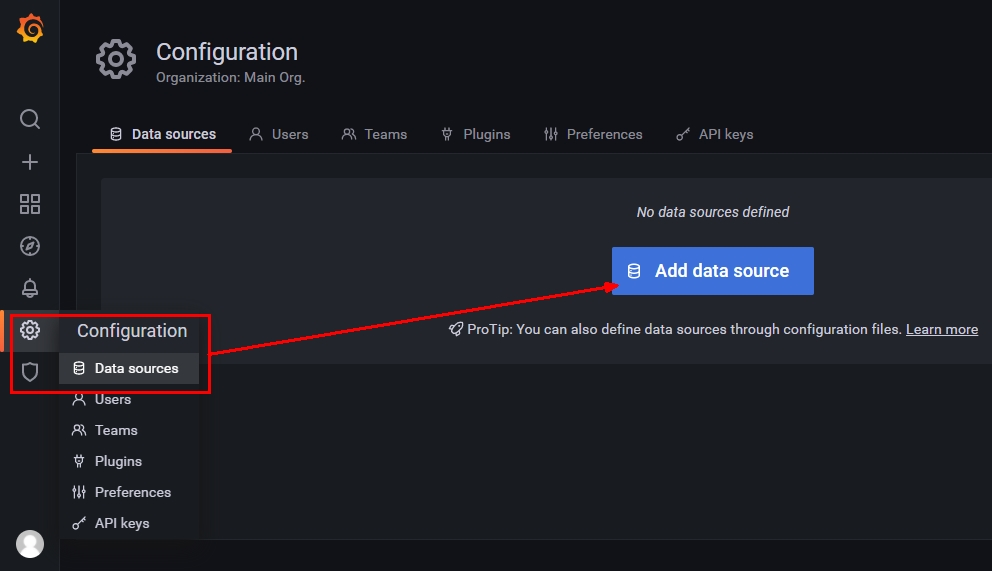 Configuration
Organization: Main Org.
Data sources Users Teams Plugins Preferences API keys
No data sources defined
Add data source
ProTip: You can also define data sources through configuration files. Learn more
Configuration
Data sources
Users
Teams
Plugins
Preferences
API keys